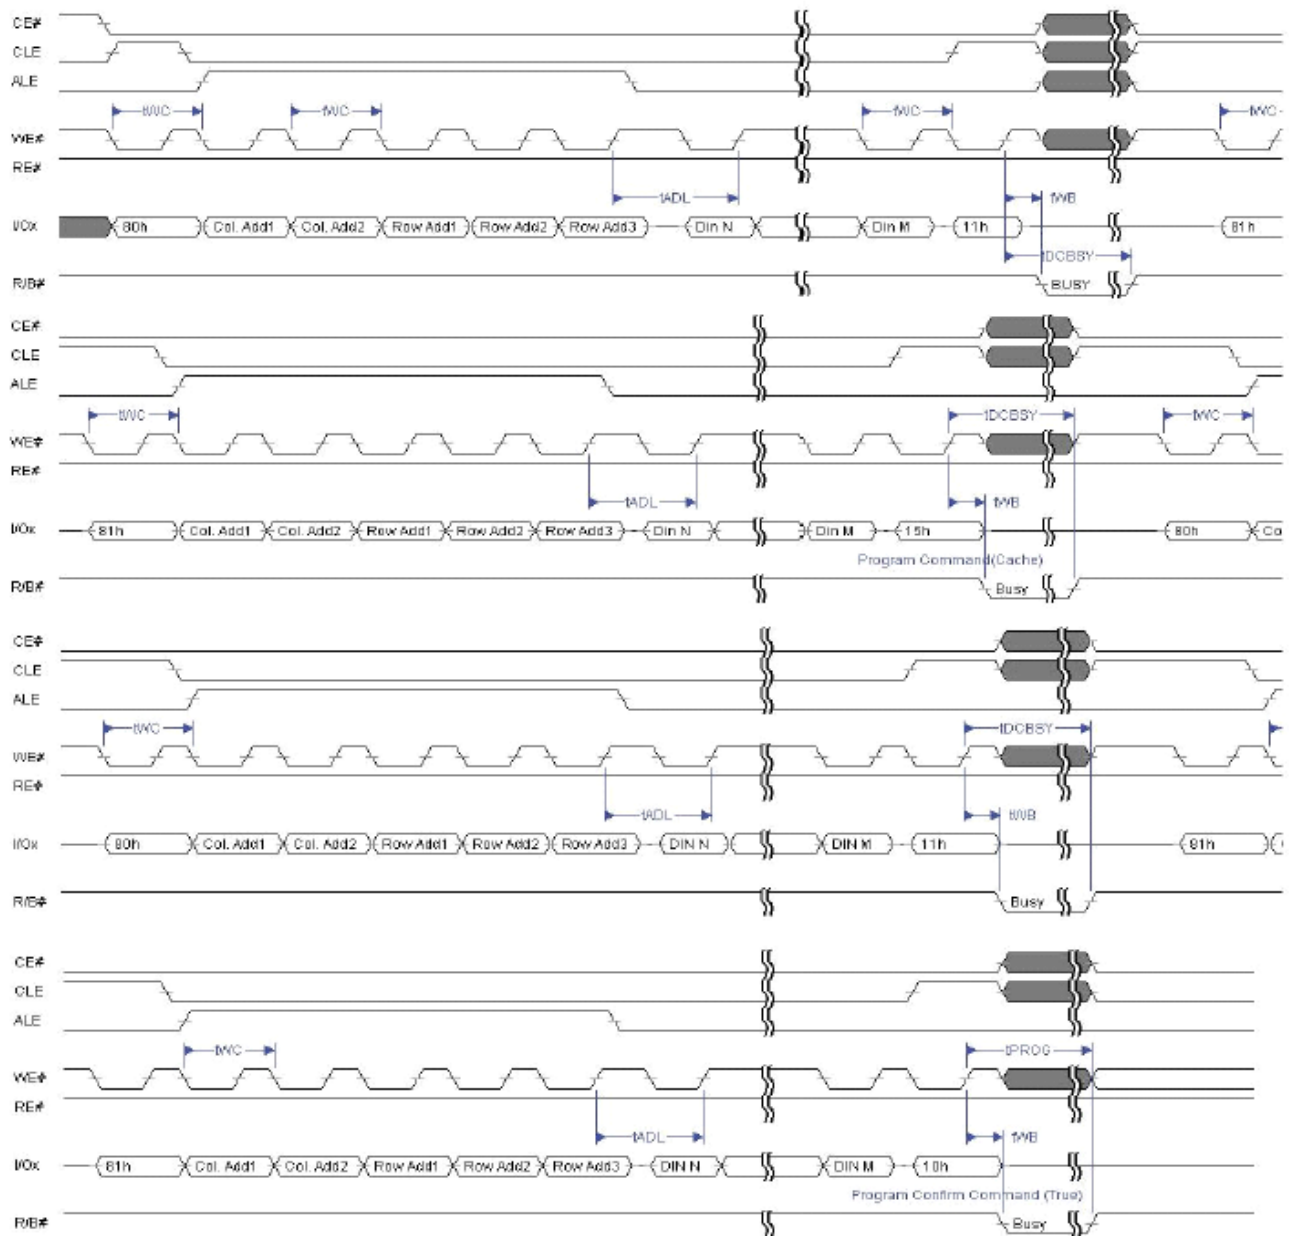 CE#
CLE
ALE
tWC tWC tWC tWC
WE#
RE#
tADL tWB
I/Ox 80h Col. Add1 Col. Add2 Row Add1 Row Add2 Row Add3 Din N Din M 11h 81h
tDCBSY
R/B# BUSY
CE#
CLE
ALE
tWC tDCBSY tWC
WE#
RE#
tADL tWB
I/Ox 81h Col. Add1 Col. Add2 Row Add1 Row Add2 Row Add3 Din N Din M 15h 80h Co
Program Command(Cache)
R/B# Busy
CE#
CLE
ALE
tWC tDCBSY
WE#
RE#
tADL tWB
I/Ox 80h Col. Add1 Col. Add2 Row Add1 Row Add2 Row Add3 DIN N DIN M 11h 81h
R/B# Busy
CE#
CLE
ALE
tWC tPROG
WE#
RE#
tADL tWB
I/Ox 81h Col. Add1 Col. Add2 Row Add1 Row Add2 Row Add3 DIN N DIN M 10h
Program Confirm Command (True)
R/B# Busy